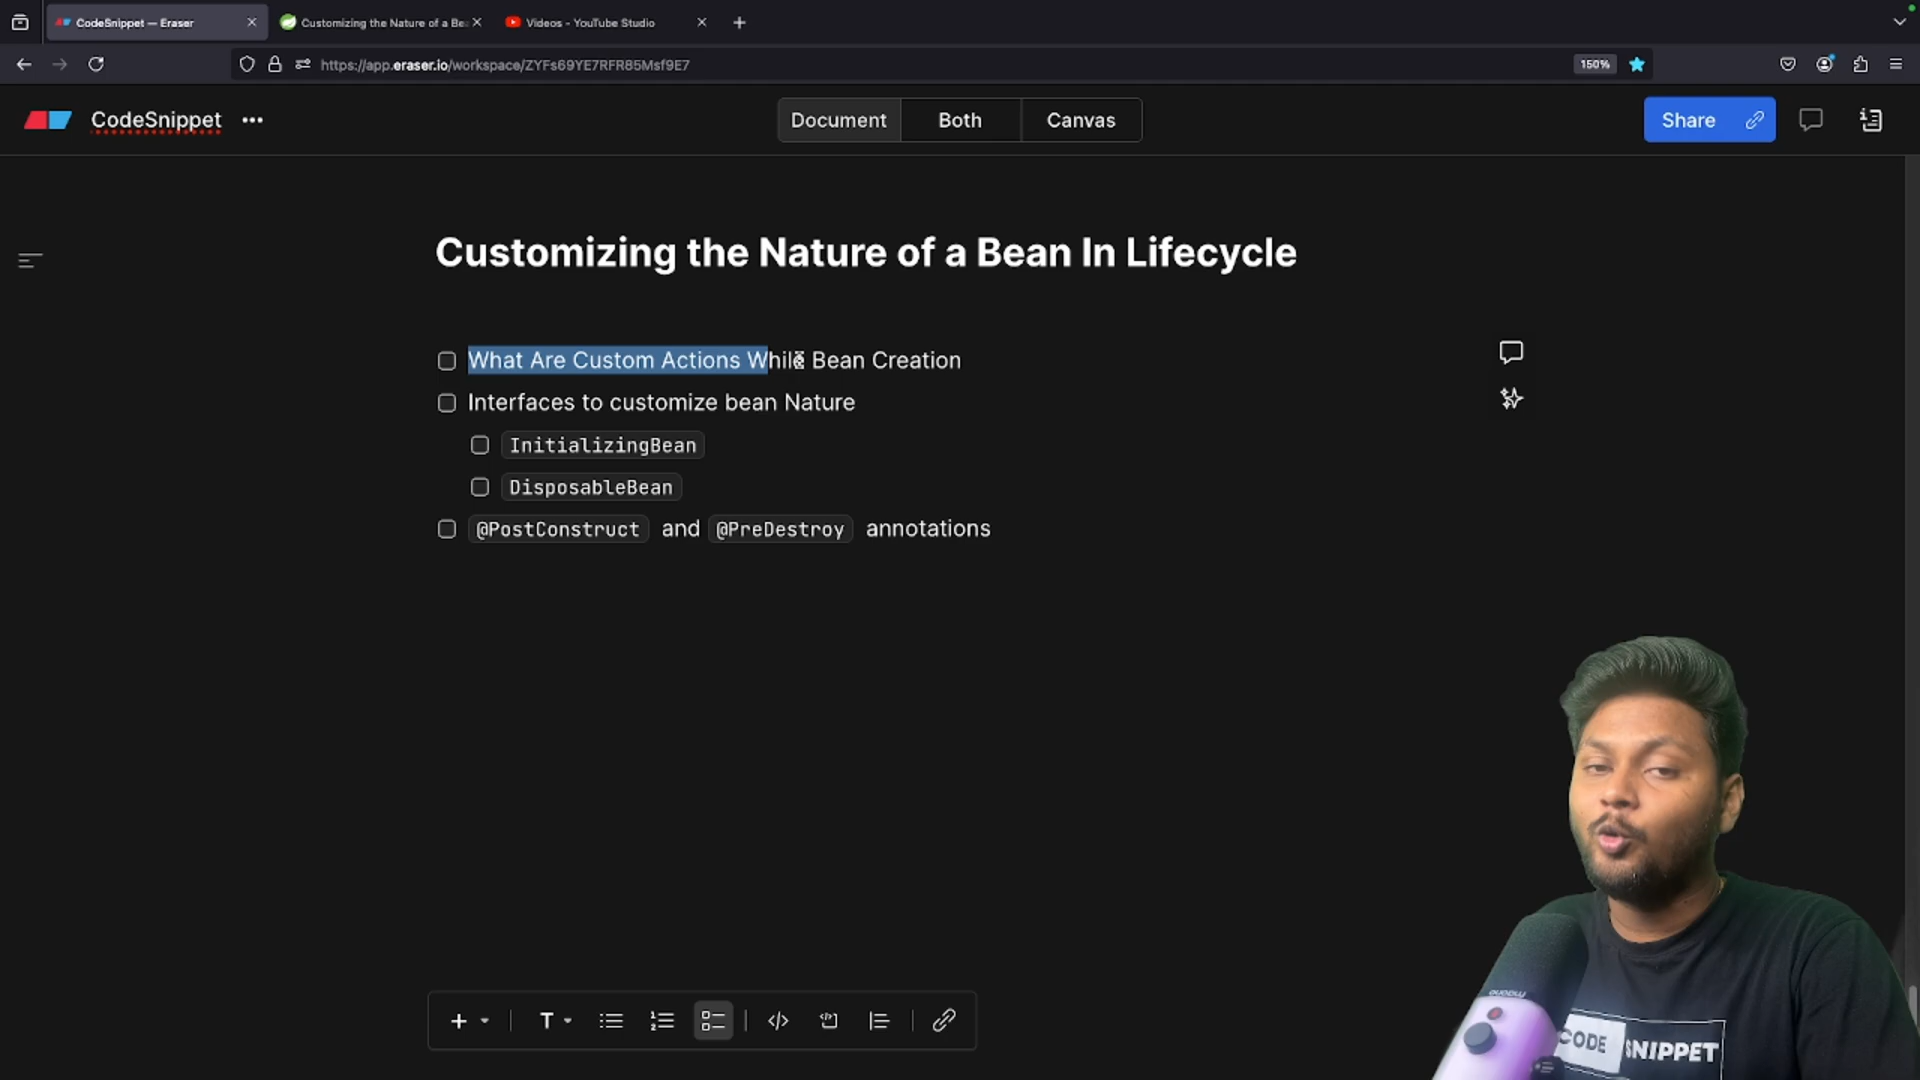 CodeSnippet — Eraser
Customizing the Nature of a Be
Videos - YouTube Studio
https://app.eraser.io/workspace/ZYFs69YE7RFR85Msf9E7
150%
CodeSnippet
Document
Both
Canvas
Share
Customizing the Nature of a Bean In Lifecycle
What Are Custom Actions While Bean Creation
Interfaces to customize bean Nature
InitializingBean
DisposableBean
@PostConstruct and @PreDestroy annotations
T
CODE SNIPPET